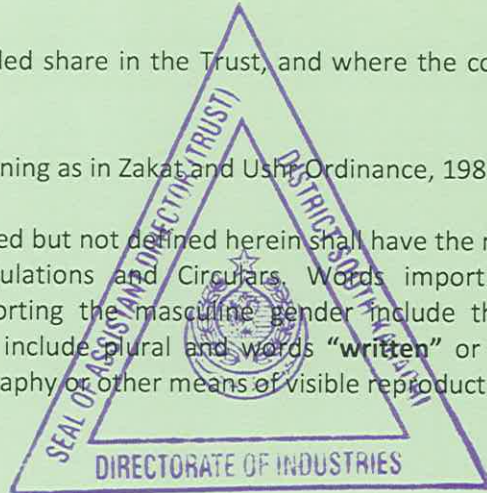 led share in the Trust, and where the co
ning as in Zakat and Ushr Ordinance, 198
ed but not defined herein shall have the m
ulations and Circulars. Words import
orting the masculine gender include th
include plural and words "written" or
aphy or other means of visible reproduct
SEAL OF ASSISTANT DIRECTOR (TRUST)
DISTRICT SOUTH KARACHI
DIRECTORATE OF INDUSTRIES